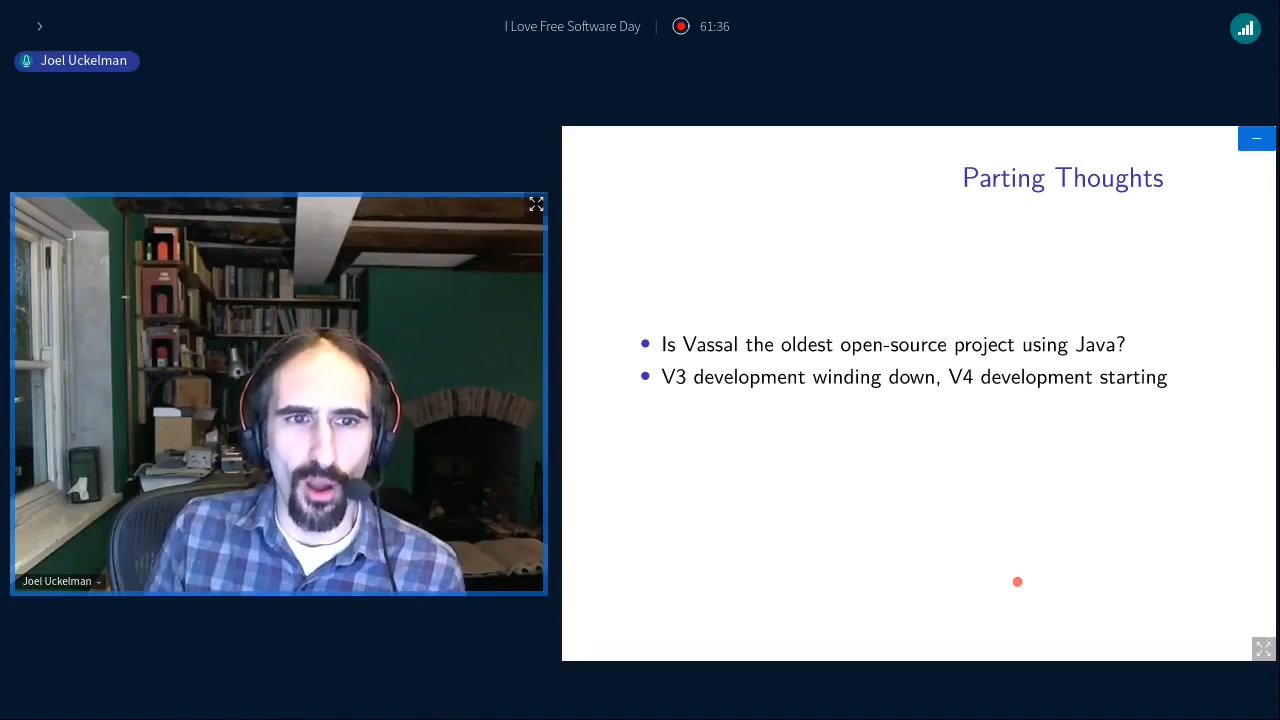 I Love Free Software Day
61:36
Joel Uckelman
Parting Thoughts
Is Vassal the oldest open-source project using Java?
V3 development winding down, V4 development starting
Joel Uckelman